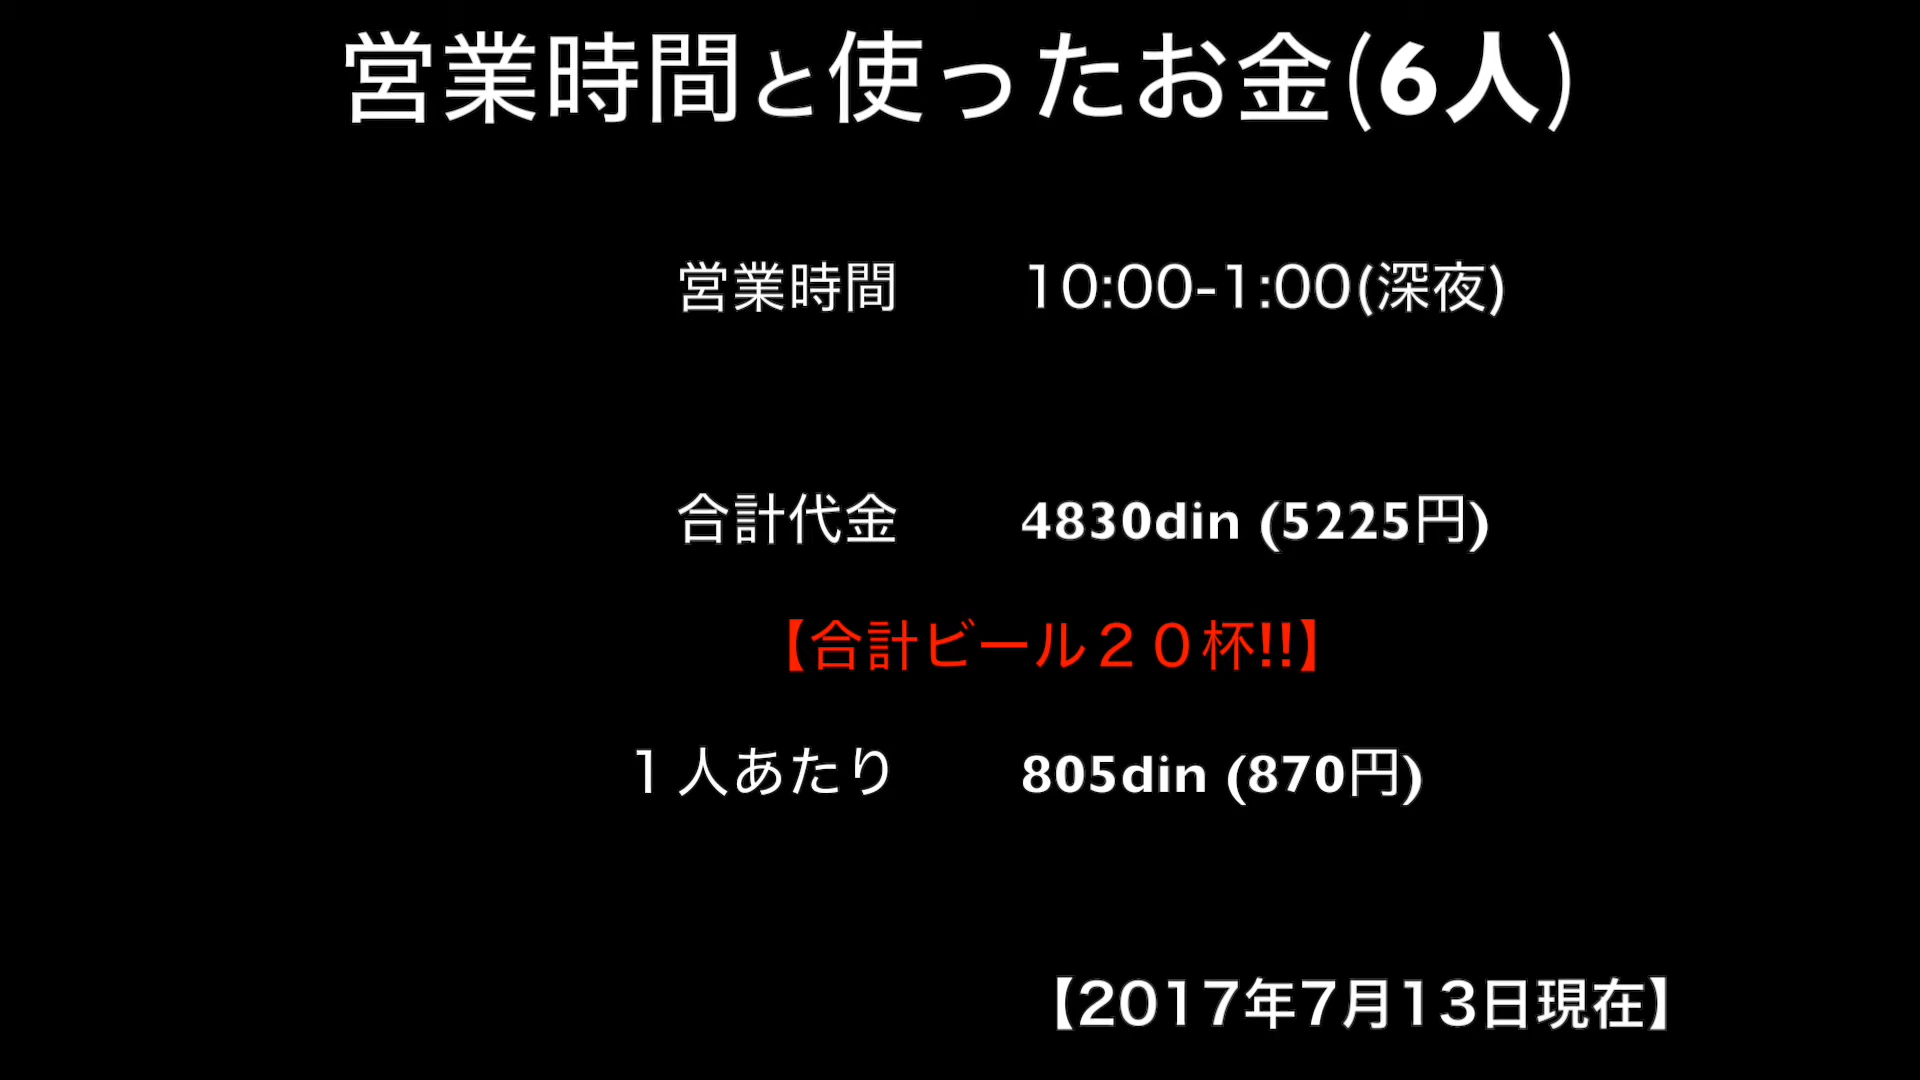 営業時間と使ったお金(6人)
営業時間 10:00-1:00(深夜)
合計代金 4830din (5225円)
【合計ビール２０杯!!】
１人あたり 805din (870円)
【2017年7月13日現在】